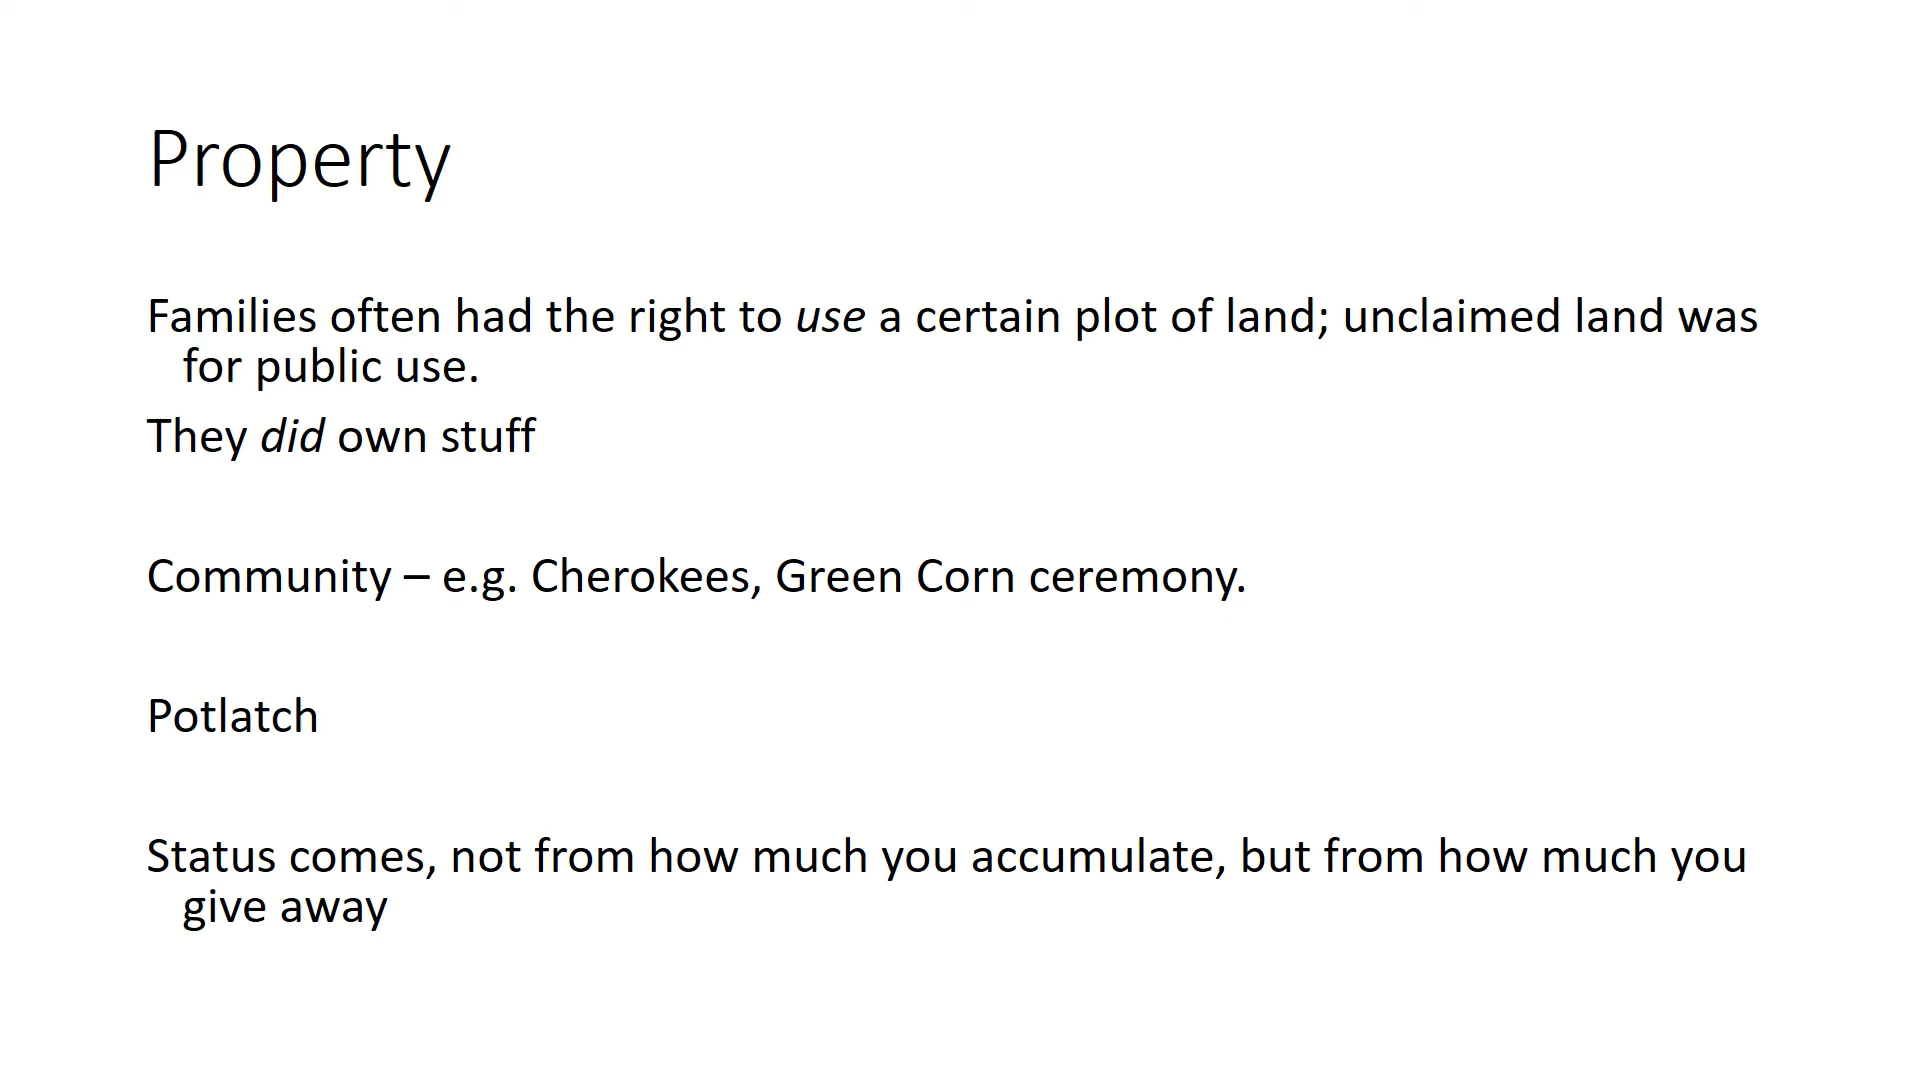 Property
Families often had the right to use a certain plot of land; unclaimed land was
for public use.
They did own stuff
Community – e.g. Cherokees, Green Corn ceremony.
Potlatch
Status comes, not from how much you accumulate, but from how much you
give away